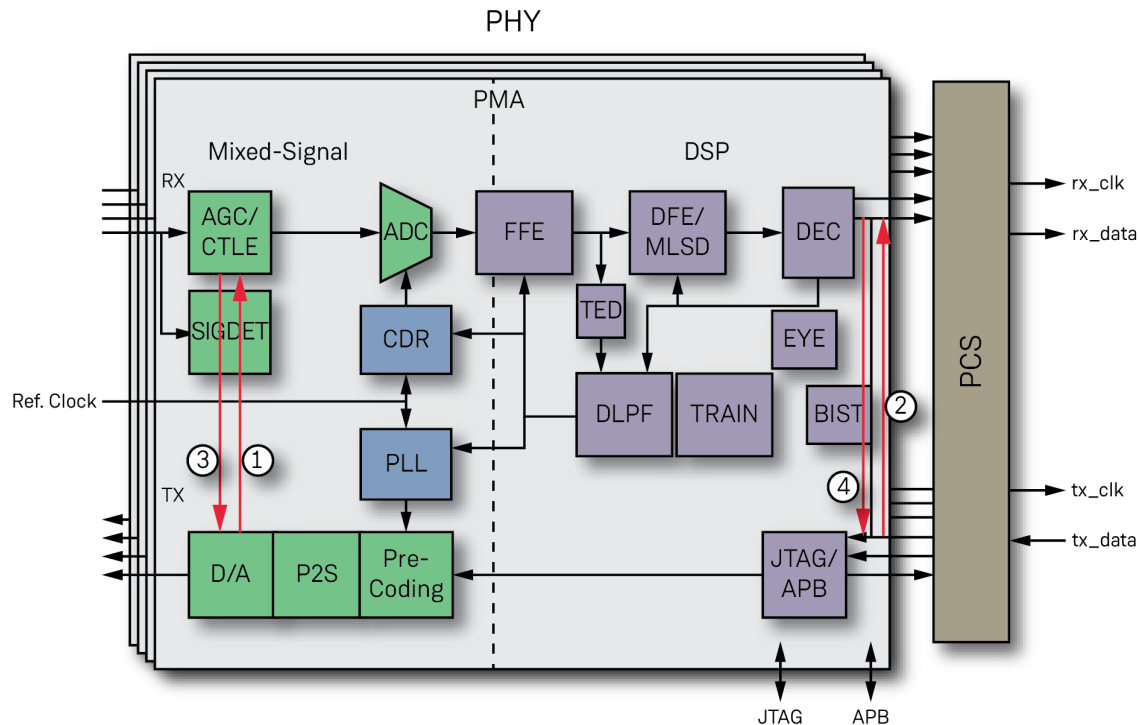 PHY
PMA
Mixed-Signal
DSP
RX
AGC/
CTLE
ADC
FFE
DFE/
MLSD
DEC
rx_clk
rx_data
SIGDET
CDR
TED
EYE
PCS
Ref. Clock
DLPF
TRAIN
BIST
2
PLL
3
1
4
TX
tx_clk
tx_data
D/A
P2S
Pre-
Coding
JTAG/
APB
JTAG
APB